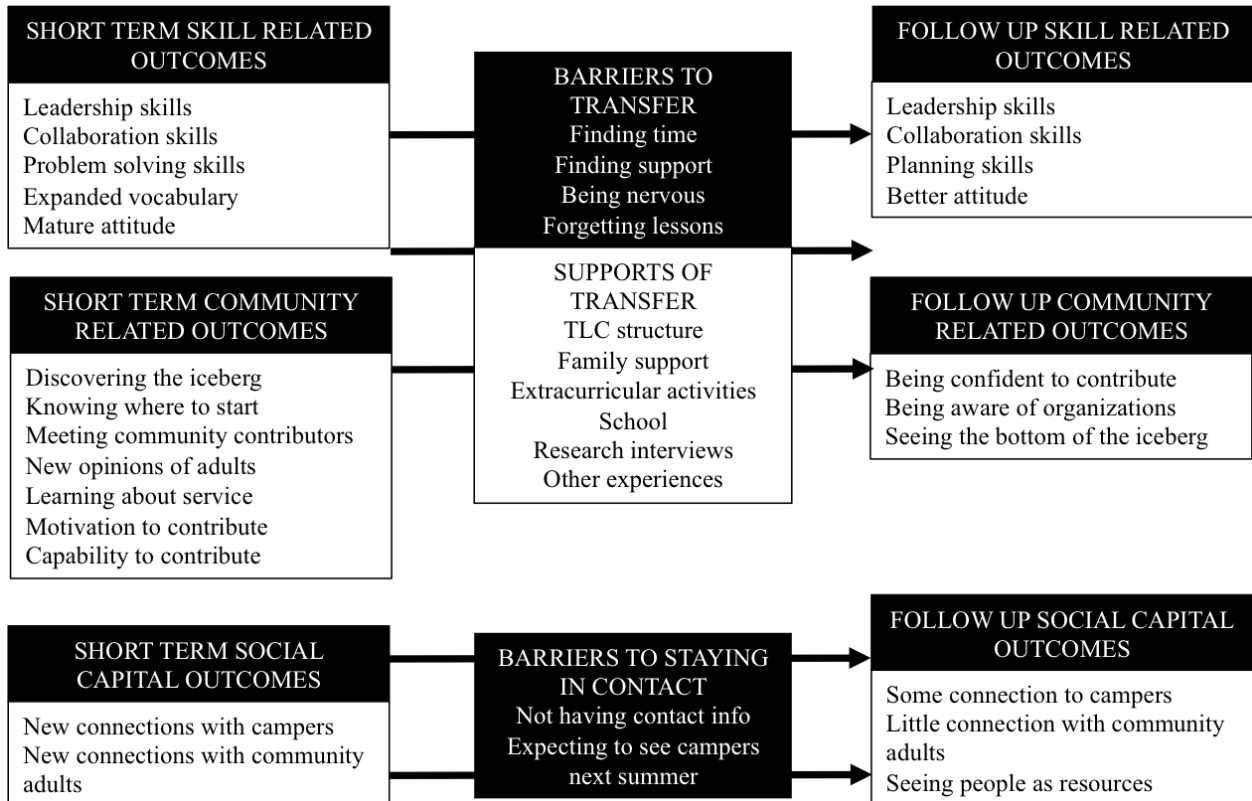 SHORT TERM SKILL RELATED
OUTCOMES
Leadership skills
Collaboration skills
Problem solving skills
Expanded vocabulary
Mature attitude
SHORT TERM COMMUNITY
RELATED OUTCOMES
Discovering the iceberg
Knowing where to start
Meeting community contributors
New opinions of adults
Learning about service
Motivation to contribute
Capability to contribute
SHORT TERM SOCIAL
CAPITAL OUTCOMES
New connections with campers
New connections with community
adults
BARRIERS TO
TRANSFER
Finding time
Finding support
Being nervous
Forgetting lessons
SUPPORTS OF
TRANSFER
TLC structure
Family support
Extracurricular activities
School
Research interviews
Other experiences
BARRIERS TO STAYING
IN CONTACT
Not having contact info
Expecting to see campers
next summer
FOLLOW UP SKILL RELATED
OUTCOMES
Leadership skills
Collaboration skills
Planning skills
Better attitude
FOLLOW UP COMMUNITY
RELATED OUTCOMES
Being confident to contribute
Being aware of organizations
Seeing the bottom of the iceberg
FOLLOW UP SOCIAL CAPITAL
OUTCOMES
Some connection to campers
Little connection with community
adults
Seeing people as resources